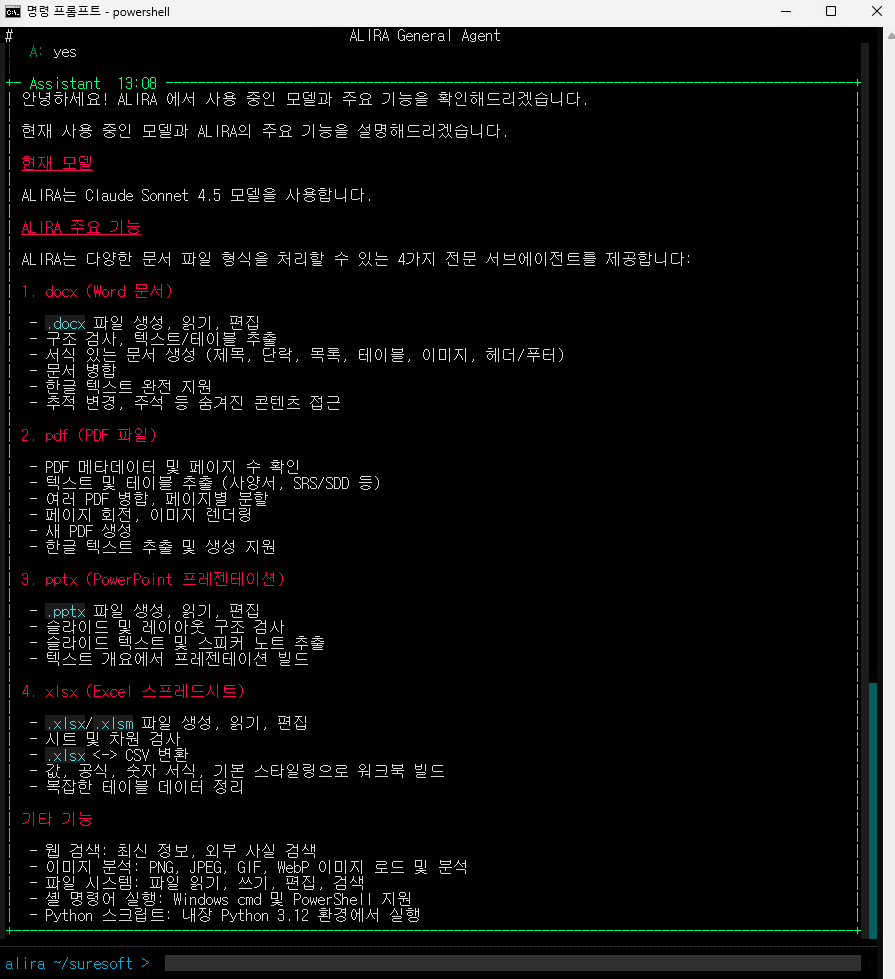 명령 프롬프트 - powershell
# ALIRA General Agent
A: yes
Assistant 13:08
안녕하세요! ALIRA 에서 사용 중인 모델과 주요 기능을 확인해드리겠습니다.
현재 사용 중인 모델과 ALIRA의 주요 기능을 설명해드리겠습니다.
현재 모델
ALIRA는 Claude Sonnet 4.5 모델을 사용합니다.
ALIRA 주요 기능
ALIRA는 다양한 문서 파일 형식을 처리할 수 있는 4가지 전문 서브에이전트를 제공합니다:
1. docx (Word 문서)
- .docx 파일 생성, 읽기, 편집
- 구조 검사, 텍스트/테이블 추출
- 서식 있는 문서 생성 (제목, 단락, 목록, 테이블, 이미지, 헤더/푸터)
- 문서 병합
- 한글 텍스트 완전 지원
- 추적 변경, 주석 등 숨겨진 콘텐츠 접근
2. pdf (PDF 파일)
- PDF 메타데이터 및 페이지 수 확인
- 텍스트 및 테이블 추출 (사양서, SRS/SDD 등)
- 여러 PDF 병합, 페이지별 분할
- 페이지 회전, 이미지 렌더링
- 새 PDF 생성
- 한글 텍스트 추출 및 생성 지원
3. pptx (PowerPoint 프레젠테이션)
- .pptx 파일 생성, 읽기, 편집
- 슬라이드 및 레이아웃 구조 검사
- 슬라이드 텍스트 및 스피커 노트 추출
- 텍스트 개요에서 프레젠테이션 빌드
4. xlsx (Excel 스프레드시트)
- .xlsx/.xlsm 파일 생성, 읽기, 편집
- 시트 및 차원 검사
- .xlsx <-> CSV 변환
- 값, 공식, 숫자 서식, 기본 스타일링으로 워크북 빌드
- 복잡한 테이블 데이터 정리
기타 기능
- 웹 검색: 최신 정보, 외부 사실 검색
- 이미지 분석: PNG, JPEG, GIF, WebP 이미지 로드 및 분석
- 파일 시스템: 파일 읽기, 쓰기, 편집, 검색
- 셸 명령어 실행: Windows cmd 및 PowerShell 지원
- Python 스크립트: 내장 Python 3.12 환경에서 실행
alira ~/suresoft >